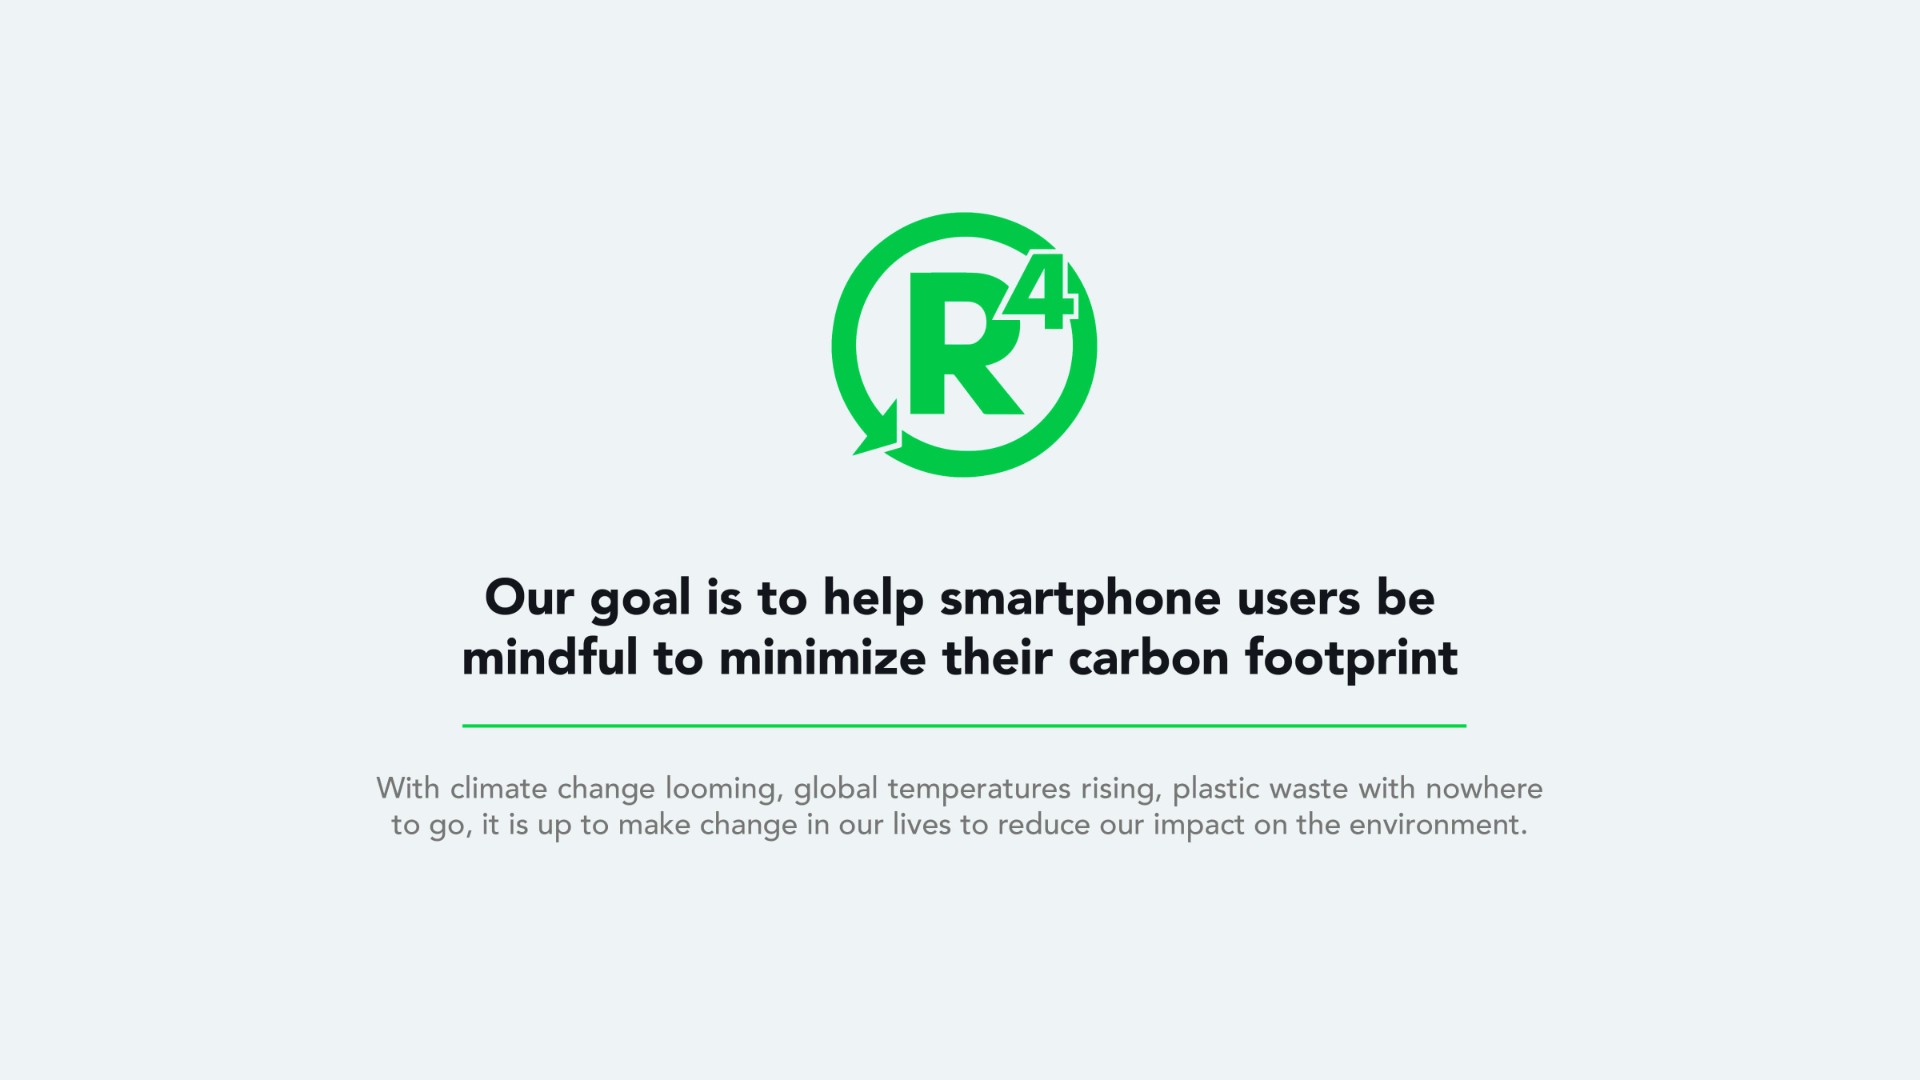 R4
Our goal is to help smartphone users be
mindful to minimize their carbon footprint
With climate change looming, global temperatures rising, plastic waste with nowhere
to go, it is up to make change in our lives to reduce our impact on the environment.